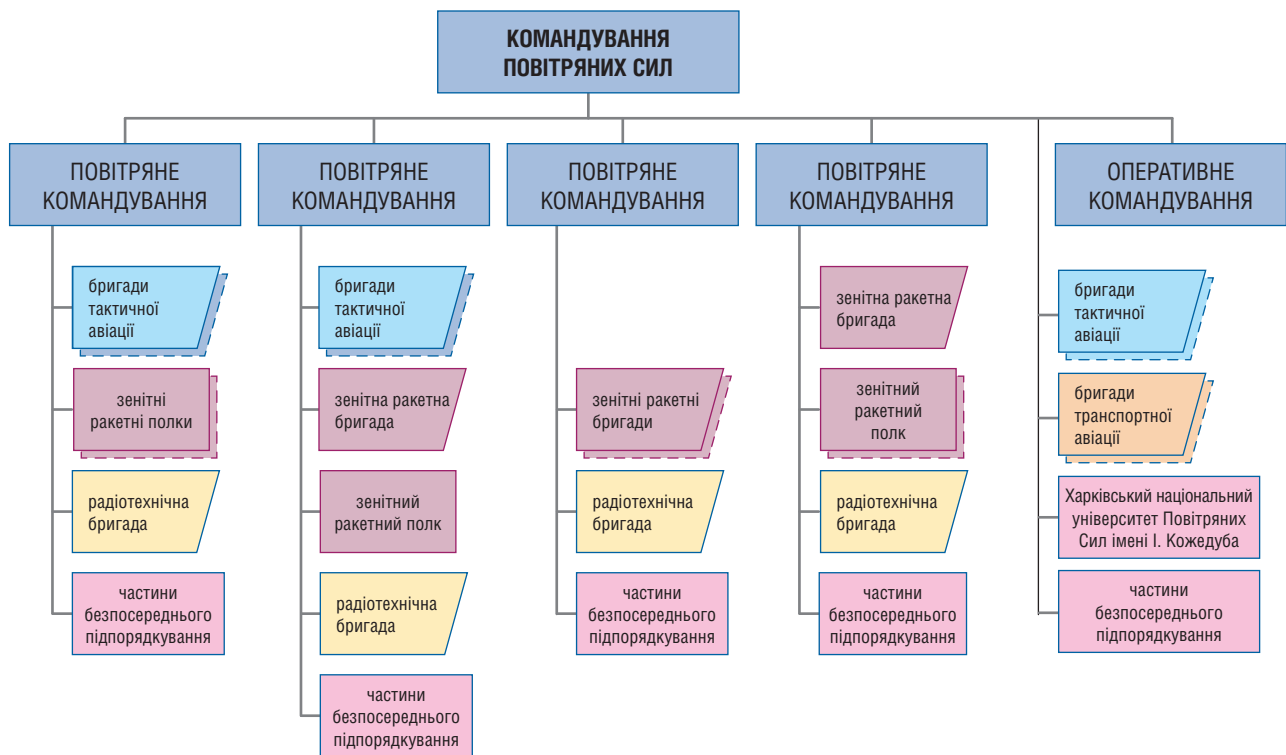 КОМАНДУВАННЯ
ПОВІТРЯНИХ СИЛ
ПОВІТРЯНЕ
КОМАНДУВАННЯ
бригади
тактичної
авіації
зенітні
ракетні полки
радіотехнічна
бригада
частини
безпосереднього
підпорядкування
ПОВІТРЯНЕ
КОМАНДУВАННЯ
бригади
тактичної
авіації
зенітна ракетна
бригада
зенітний
ракетний полк
радіотехнічна
бригада
частини
безпосереднього
підпорядкування
ПОВІТРЯНЕ
КОМАНДУВАННЯ
зенітні ракетні
бригади
радіотехнічна
бригада
частини
безпосереднього
підпорядкування
ПОВІТРЯНЕ
КОМАНДУВАННЯ
зенітна ракетна
бригада
зенітний
ракетний
полк
радіотехнічна
бригада
частини
безпосереднього
підпорядкування
ОПЕРАТИВНЕ
КОМАНДУВАННЯ
бригади
тактичної
авіації
бригади
транспортної
авіації
Харківський національний
університет Повітряних
Сил імені І. Кожедуба
частини
безпосереднього
підпорядкування